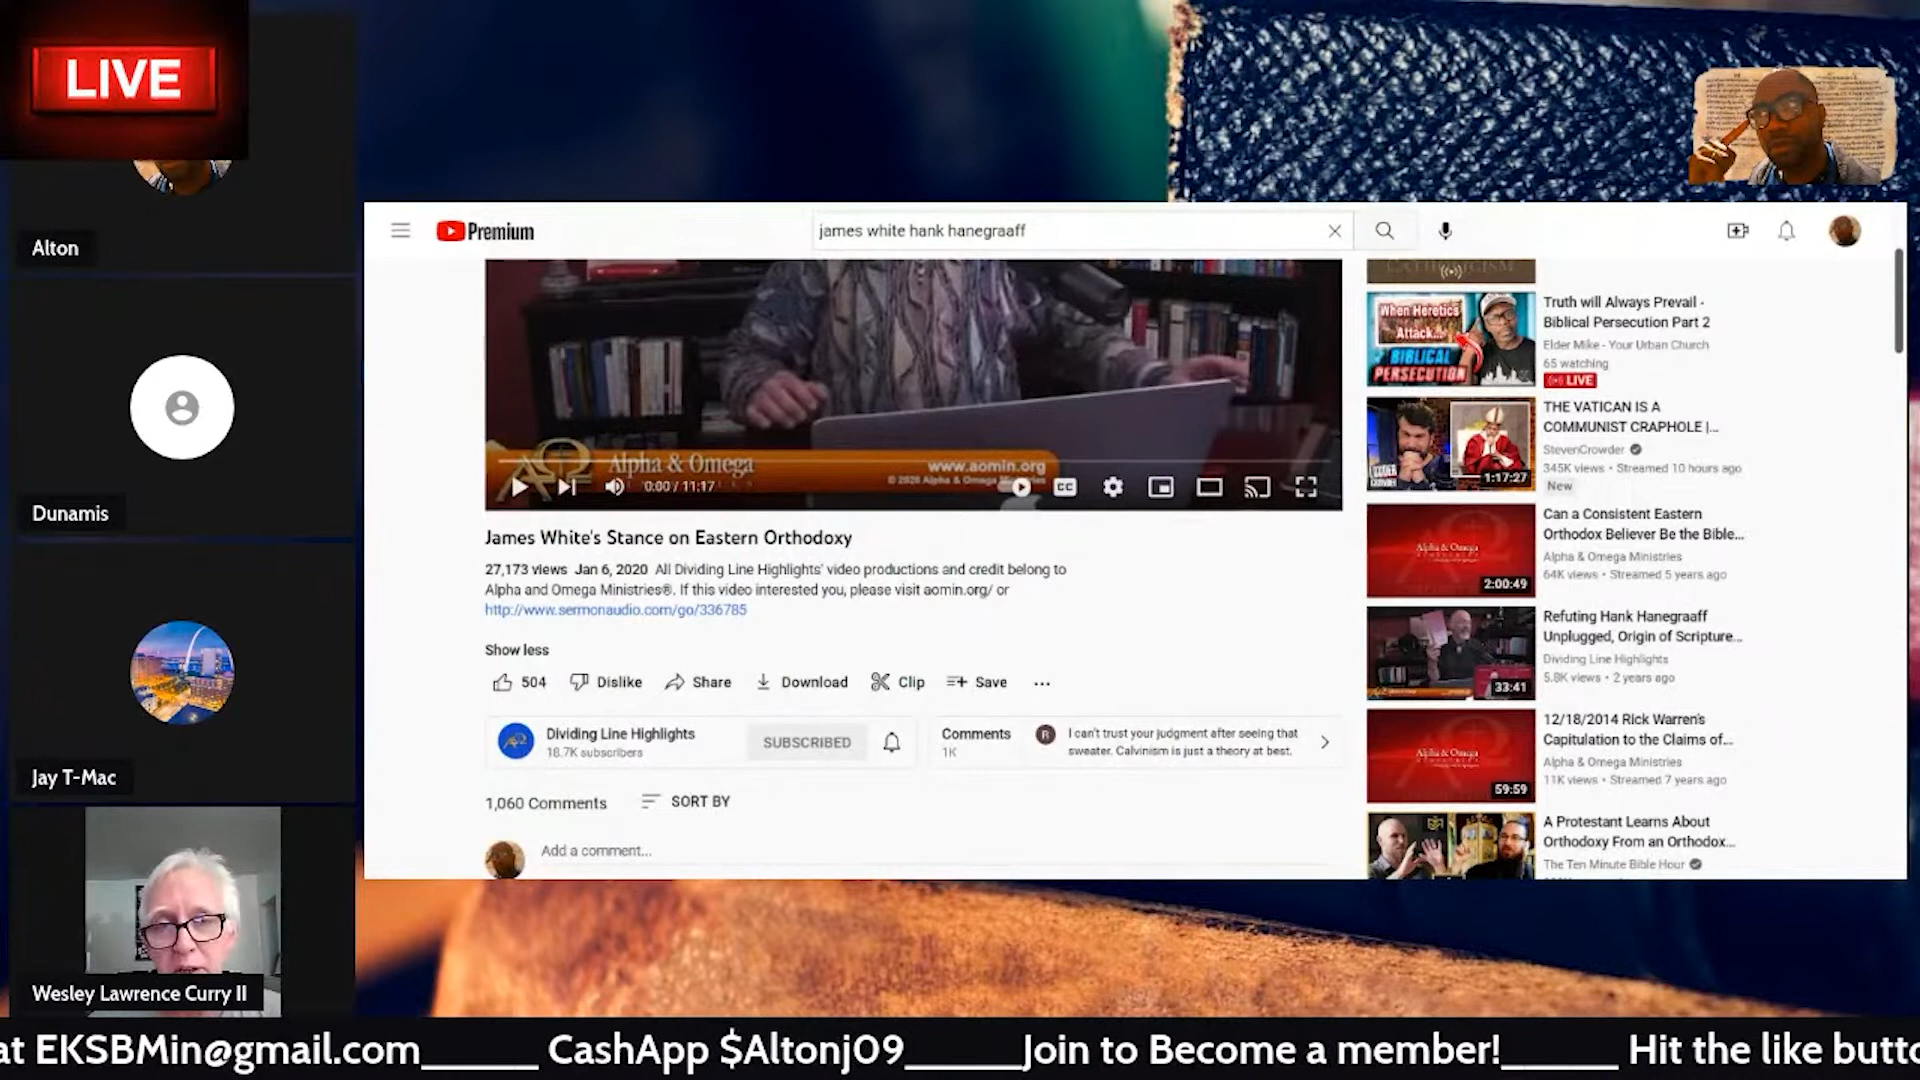 LIVE
Alton
Dunamis
Jay T-Mac
Wesley Lawrence Curry II
Premium
james white hank hanegraaff
Alpha & Omega
www.aomin.org
0:00 / 11:17
CC
James White's Stance on Eastern Orthodoxy
27,173 views Jan 6, 2020 All Dividing Line Highlights' video productions and credit belong to
Alpha and Omega Ministries®. If this video interested you, please visit aomin.org/ or
http://www.sermonaudio.com/go/336785
Show less
504 Dislike Share Download Clip Save ...
Dividing Line Highlights
18.7K subscribers
SUBSCRIBED
Comments
1K
R
I can't trust your judgment after seeing that
sweater. Calvinism is just a theory at best.
1,060 Comments SORT BY
Add a comment...
When Heretics
Attack...
BIBLICAL
PERSECUTION
Truth will Always Prevail -
Biblical Persecution Part 2
Elder Mike - Your Urban Church
65 watching
LIVE
1:17:27
THE VATICAN IS A
COMMUNIST CRAPHOLE |...
StevenCrowder
345K views • Streamed 10 hours ago
New
Alpha & Omega
2:00:49
Can a Consistent Eastern
Orthodox Believer Be the Bible...
Alpha & Omega Ministries
64K views • Streamed 5 years ago
33:41
Refuting Hank Hanegraaff
Unplugged, Origin of Scripture...
Dividing Line Highlights
5.8K views • 2 years ago
Alpha & Omega
59:59
12/18/2014 Rick Warren's
Capitulation to the Claims of...
Alpha & Omega Ministries
11K views • Streamed 7 years ago
A Protestant Learns About
Orthodoxy From an Orthodox...
The Ten Minute Bible Hour
at EKSBMin@gmail.com______ CashApp $Altonj09______Join to Become a member!______ Hit the like butto